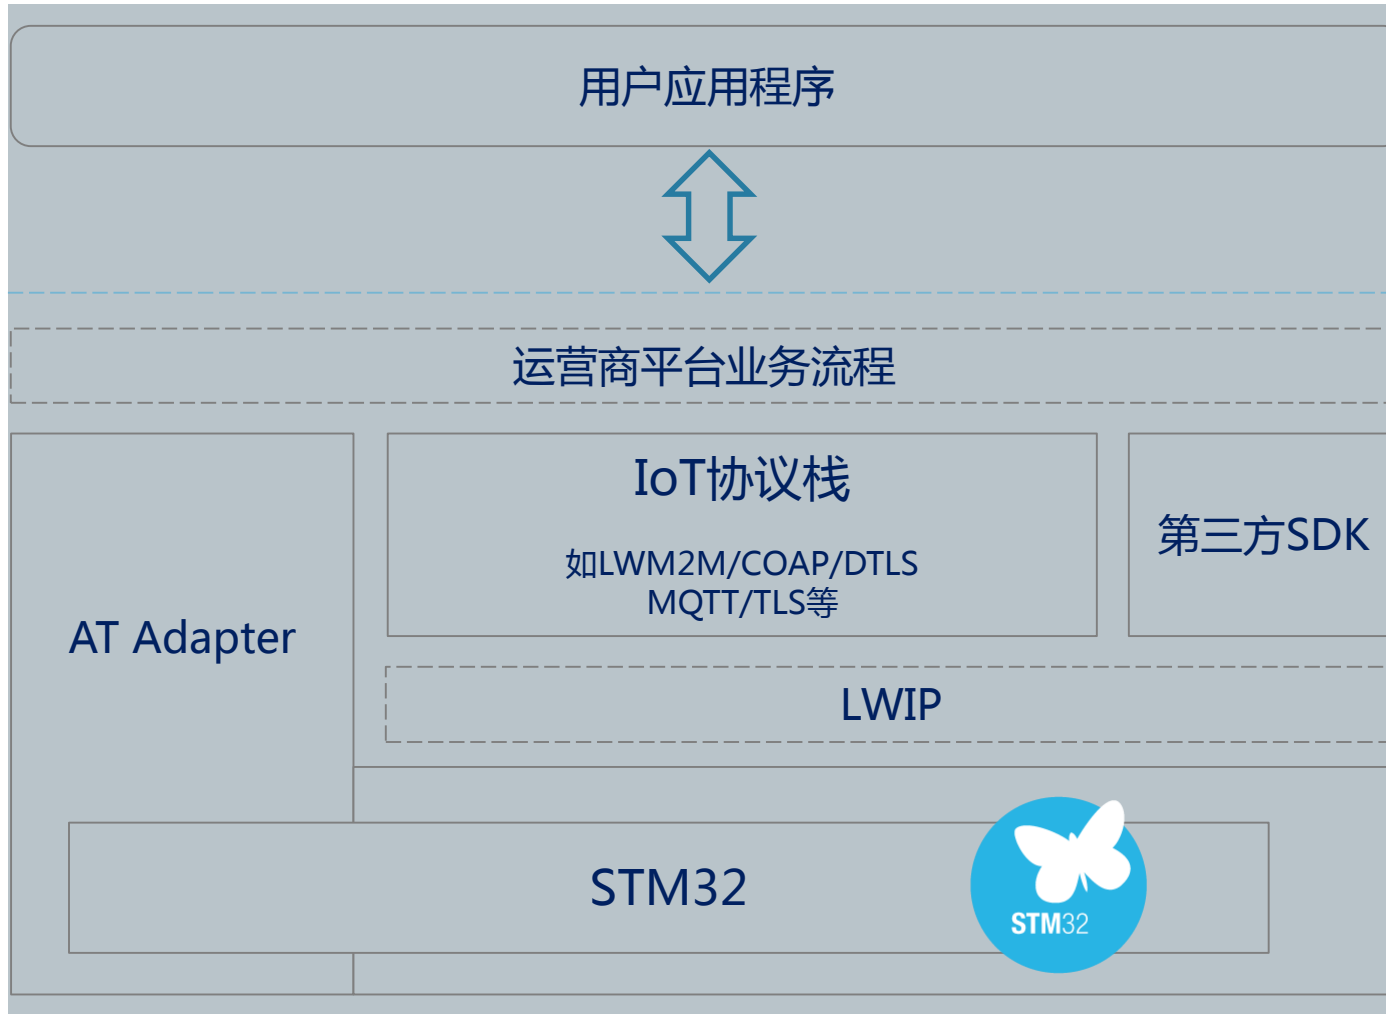 用户应用程序
运营商平台业务流程
IoT协议栈
如LWM2M/COAP/DTLS
MQTT/TLS等
第三方SDK
AT Adapter
LWIP
STM32
STM32